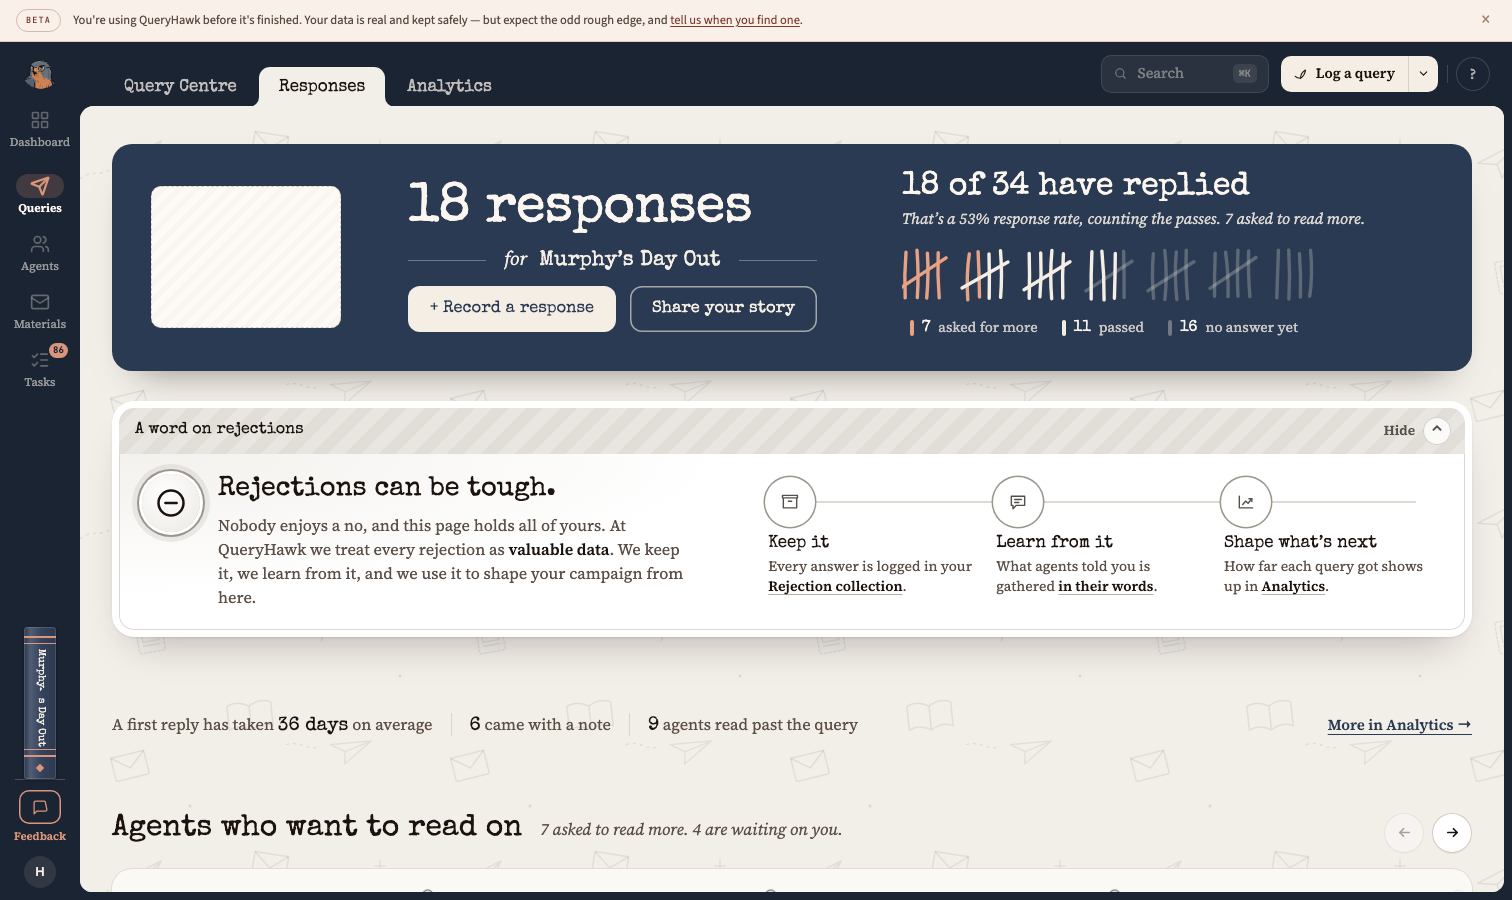 BETA
You're using QueryHawk before it's finished. Your data is real and kept safely — but expect the odd rough edge, and tell us when you find one.
×
Query Centre
Responses
Analytics
Search
⌘K
Log a query
?
Dashboard
Queries
Agents
Materials
86
Tasks
Murphy's Day Out
Feedback
H
18 responses
for Murphy’s Day Out
+ Record a response
Share your story
18 of 34 have replied
That’s a 53% response rate, counting the passes. 7 asked to read more.
7 asked for more
11 passed
16 no answer yet
A word on rejections
Hide
Rejections can be tough.
Nobody enjoys a no, and this page holds all of yours. At
QueryHawk we treat every rejection as valuable data. We keep
it, we learn from it, and we use it to shape your campaign from
here.
Keep it
Every answer is logged in your
Rejection collection.
Learn from it
What agents told you is
gathered in their words.
Shape what’s next
How far each query got shows
up in Analytics.
A first reply has taken 36 days on average
6 came with a note
9 agents read past the query
More in Analytics →
Agents who want to read on
7 asked to read more. 4 are waiting on you.